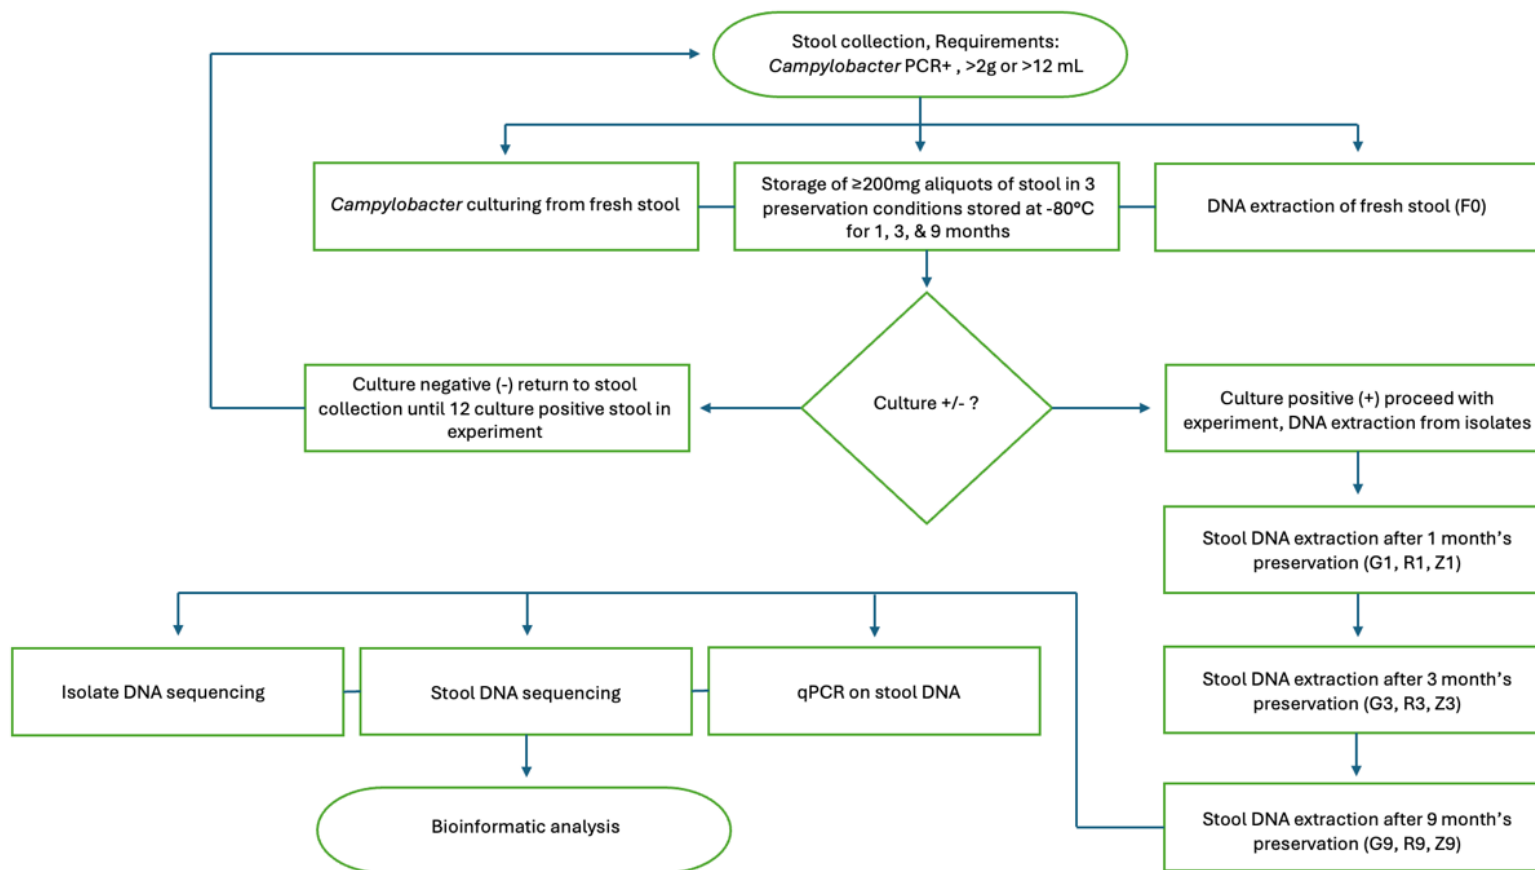 Stool collection, Requirements:
Campylobacter PCR+ , >2g or >12 mL
Campylobacter culturing from fresh stool
Storage of ≥200mg aliquots of stool in 3
preservation conditions stored at -80°C
for 1, 3, & 9 months
DNA extraction of fresh stool (F0)
Culture negative (-) return to stool
collection until 12 culture positive stool in
experiment
Culture +/- ?
Culture positive (+) proceed with
experiment, DNA extraction from isolates
Stool DNA extraction after 1 month's
preservation (G1, R1, Z1)
Stool DNA extraction after 3 month's
preservation (G3, R3, Z3)
Stool DNA extraction after 9 month's
preservation (G9, R9, Z9)
Isolate DNA sequencing
Stool DNA sequencing
qPCR on stool DNA
Bioinformatic analysis